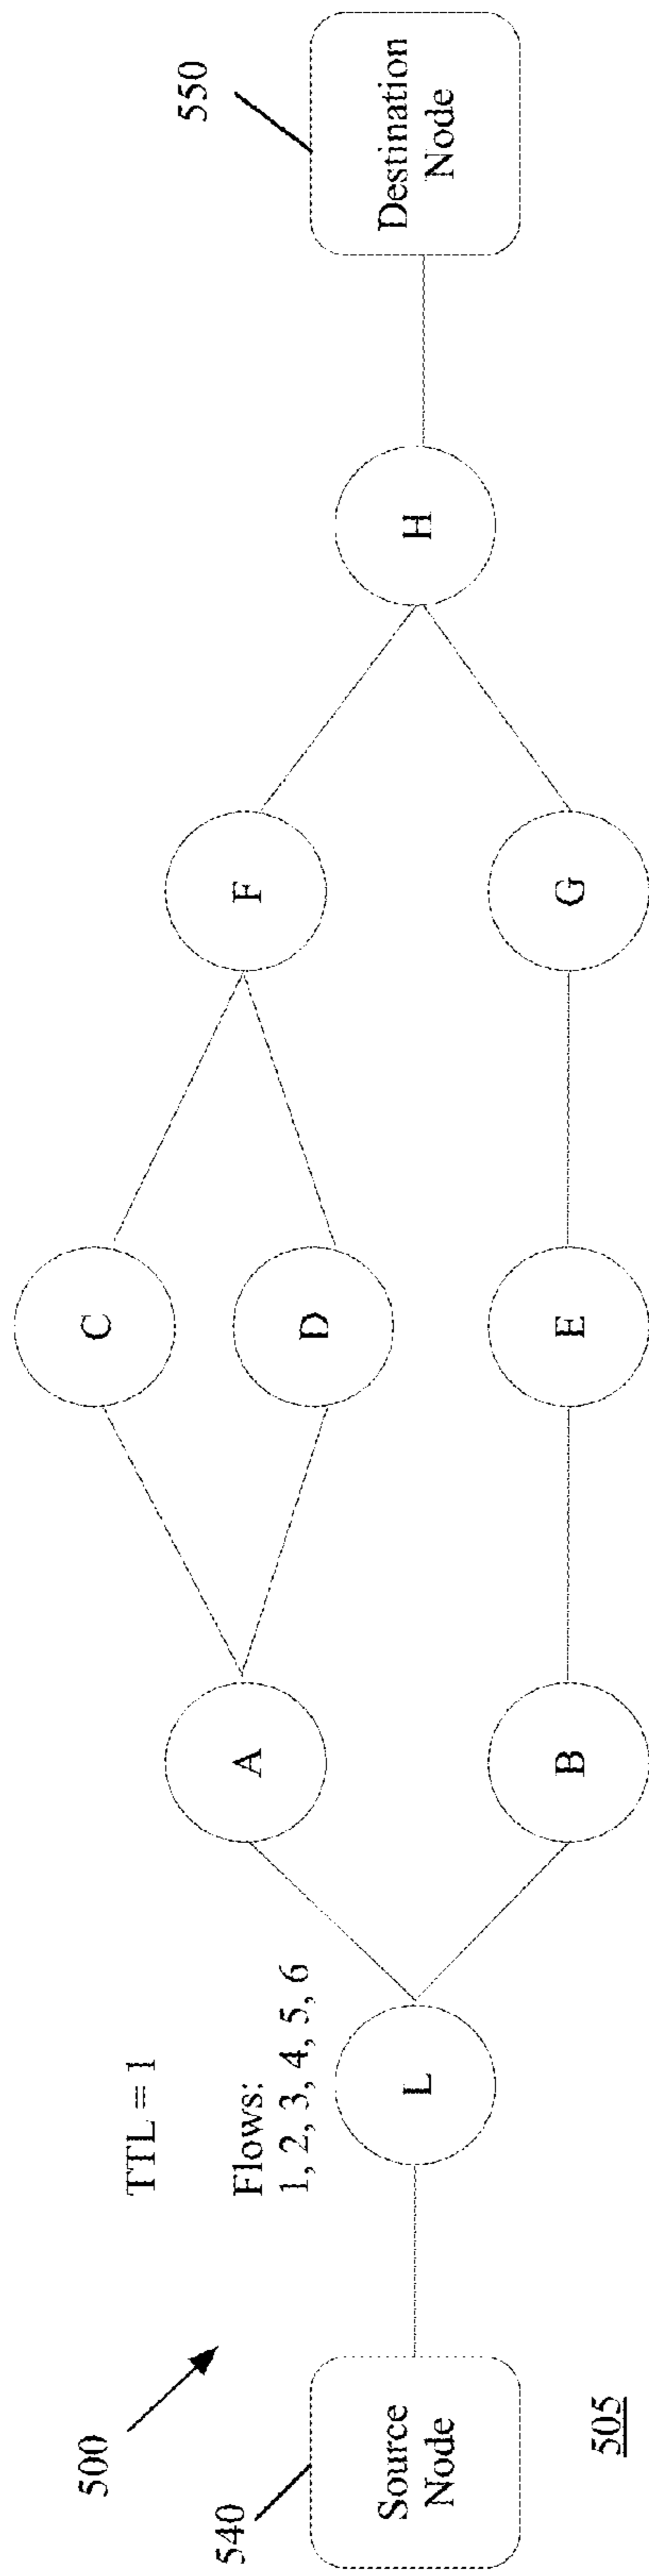 500
TTL = 1
540
Source
Node
Flows:
1, 2, 3, 4, 5, 6
L
A
B
C
D
E
F
G
H
550
Destination
Node
505